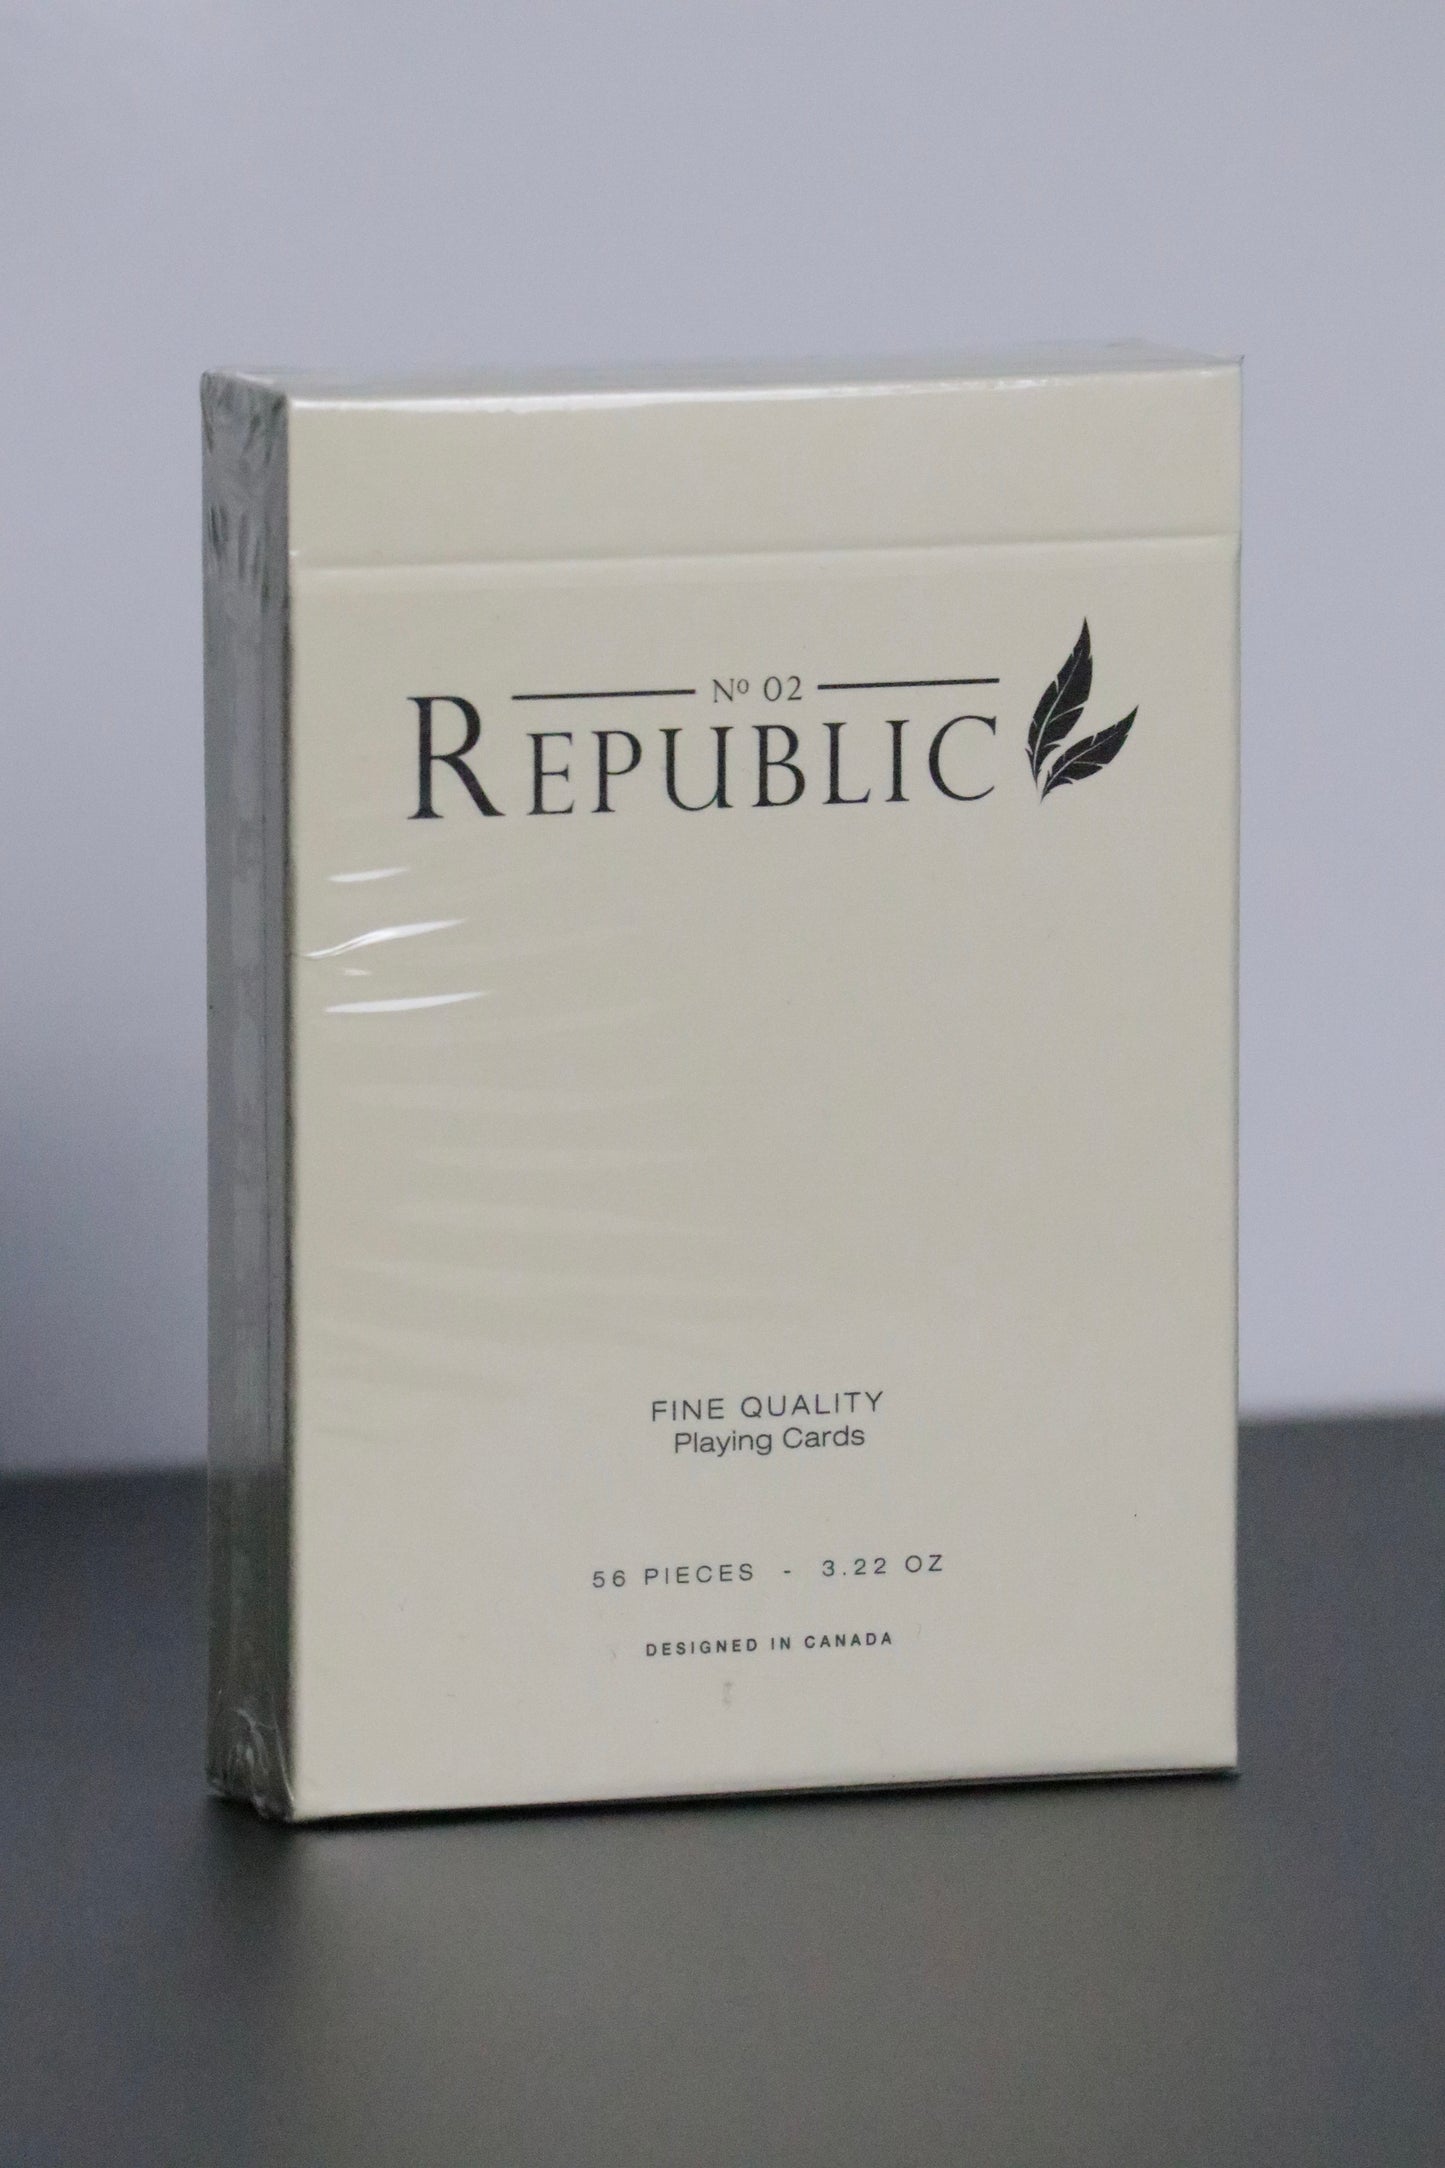 Nº 02
REPUBLIC
FINE QUALITY
Playing Cards
56 PIECES - 3.22 OZ
DESIGNED IN CANADA